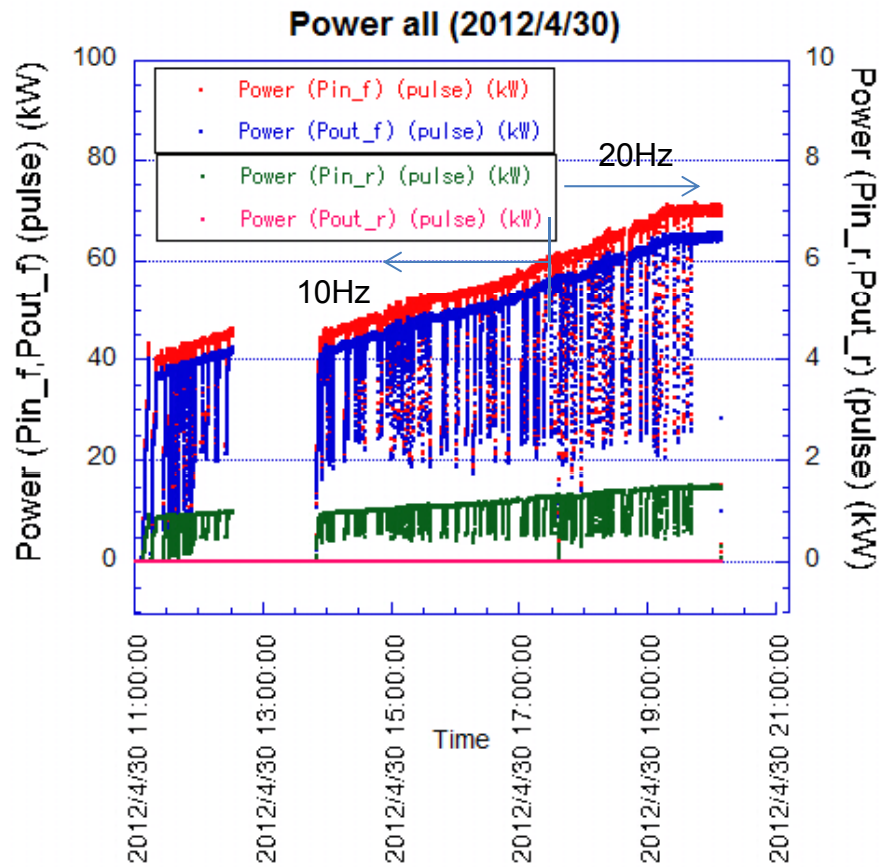 Power all (2012/4/30)
Power (Pin_f,Pout_f) (pulse) (kW)
100
80
60
40
20
0
Power (Pin_f) (pulse) (kW)
Power (Pout_f) (pulse) (kW)
Power (Pin_r) (pulse) (kW)
Power (Pout_r) (pulse) (kW)
20Hz
10Hz
10
8
6
4
2
0
Power (Pin_r,Pout_r) (pulse) (kW)
2012/4/30 11:00:00
2012/4/30 13:00:00
2012/4/30 15:00:00
2012/4/30 17:00:00
2012/4/30 19:00:00
2012/4/30 21:00:00
Time